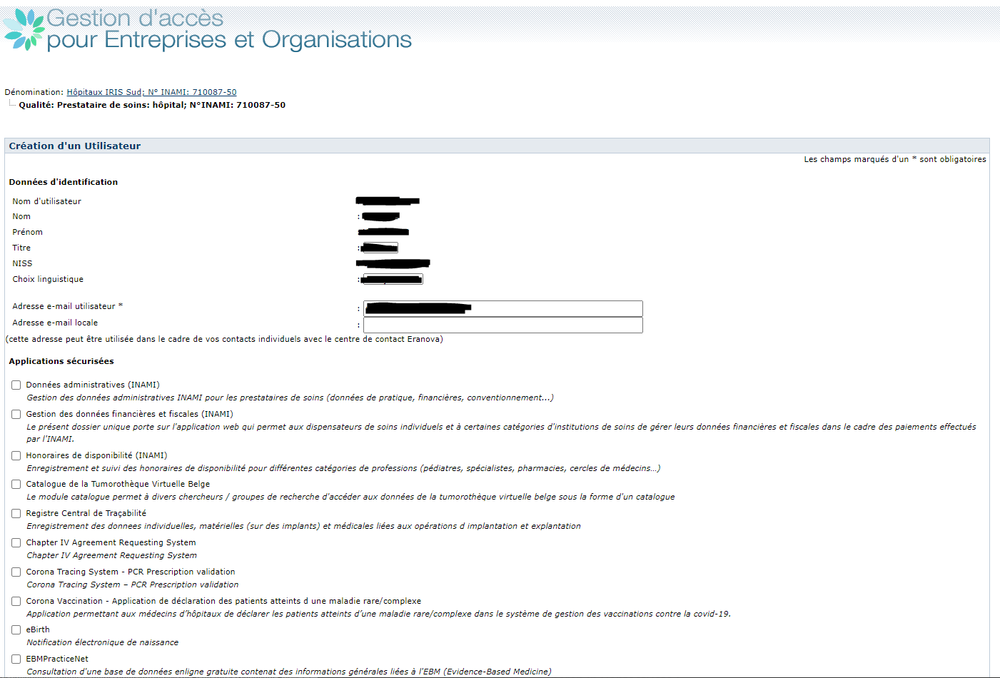 Gestion d'accès
pour Entreprises et Organisations
Dénomination: Hôpitaux IRIS Sud; N° INAMI: 710087-50
Qualité: Prestataire de soins: hôpital; N°INAMI: 710087-50
Création d'un Utilisateur
Les champs marqués d'un * sont obligatoires
Données d'identification
Nom d'utilisateur
Nom :
Prénom
Titre :
NISS
Choix linguistique :
Adresse e-mail utilisateur * :
Adresse e-mail locale :
(cette adresse peut être utilisée dans le cadre de vos contacts individuels avec le centre de contact Eranova)
Applications sécurisées
Données administratives (INAMI)
Gestion des données administratives INAMI pour les prestataires de soins (données de pratique, financières, conventionnement...)
Gestion des données financières et fiscales (INAMI)
Le présent dossier unique porte sur l'application web qui permet aux dispensateurs de soins individuels et à certaines catégories d'institutions de soins de gérer leurs données financières et fiscales dans le cadre des paiements effectués
par l'INAMI.
Honoraires de disponibilité (INAMI)
Enregistrement et suivi des honoraires de disponibilité pour différentes catégories de professions (pédiatres, spécialistes, pharmacies, cercles de médecins...)
Catalogue de la Tumorothèque Virtuelle Belge
Le module catalogue permet à divers chercheurs / groupes de recherche d'accéder aux données de la tumorothèque virtuelle belge sous la forme d'un catalogue
Registre Central de Traçabilité
Enregistrement des donnees individuelles, matérielles (sur des implants) et médicales liées aux opérations d implantation et explantation
Chapter IV Agreement Requesting System
Chapter IV Agreement Requesting System
Corona Tracing System - PCR Prescription validation
Corona Tracing System – PCR Prescription validation
Corona Vaccination - Application de déclaration des patients atteints d une maladie rare/complexe
Application permettant aux médecins d’hôpitaux de déclarer les patients atteints d’une maladie rare/complexe dans le système de gestion des vaccinations contre la covid-19.
eBirth
Notification électronique de naissance
EBMPracticeNet
Consultation d'une base de données enligne gratuite contenat des informations générales liées à l'EBM (Evidence-Based Medicine)